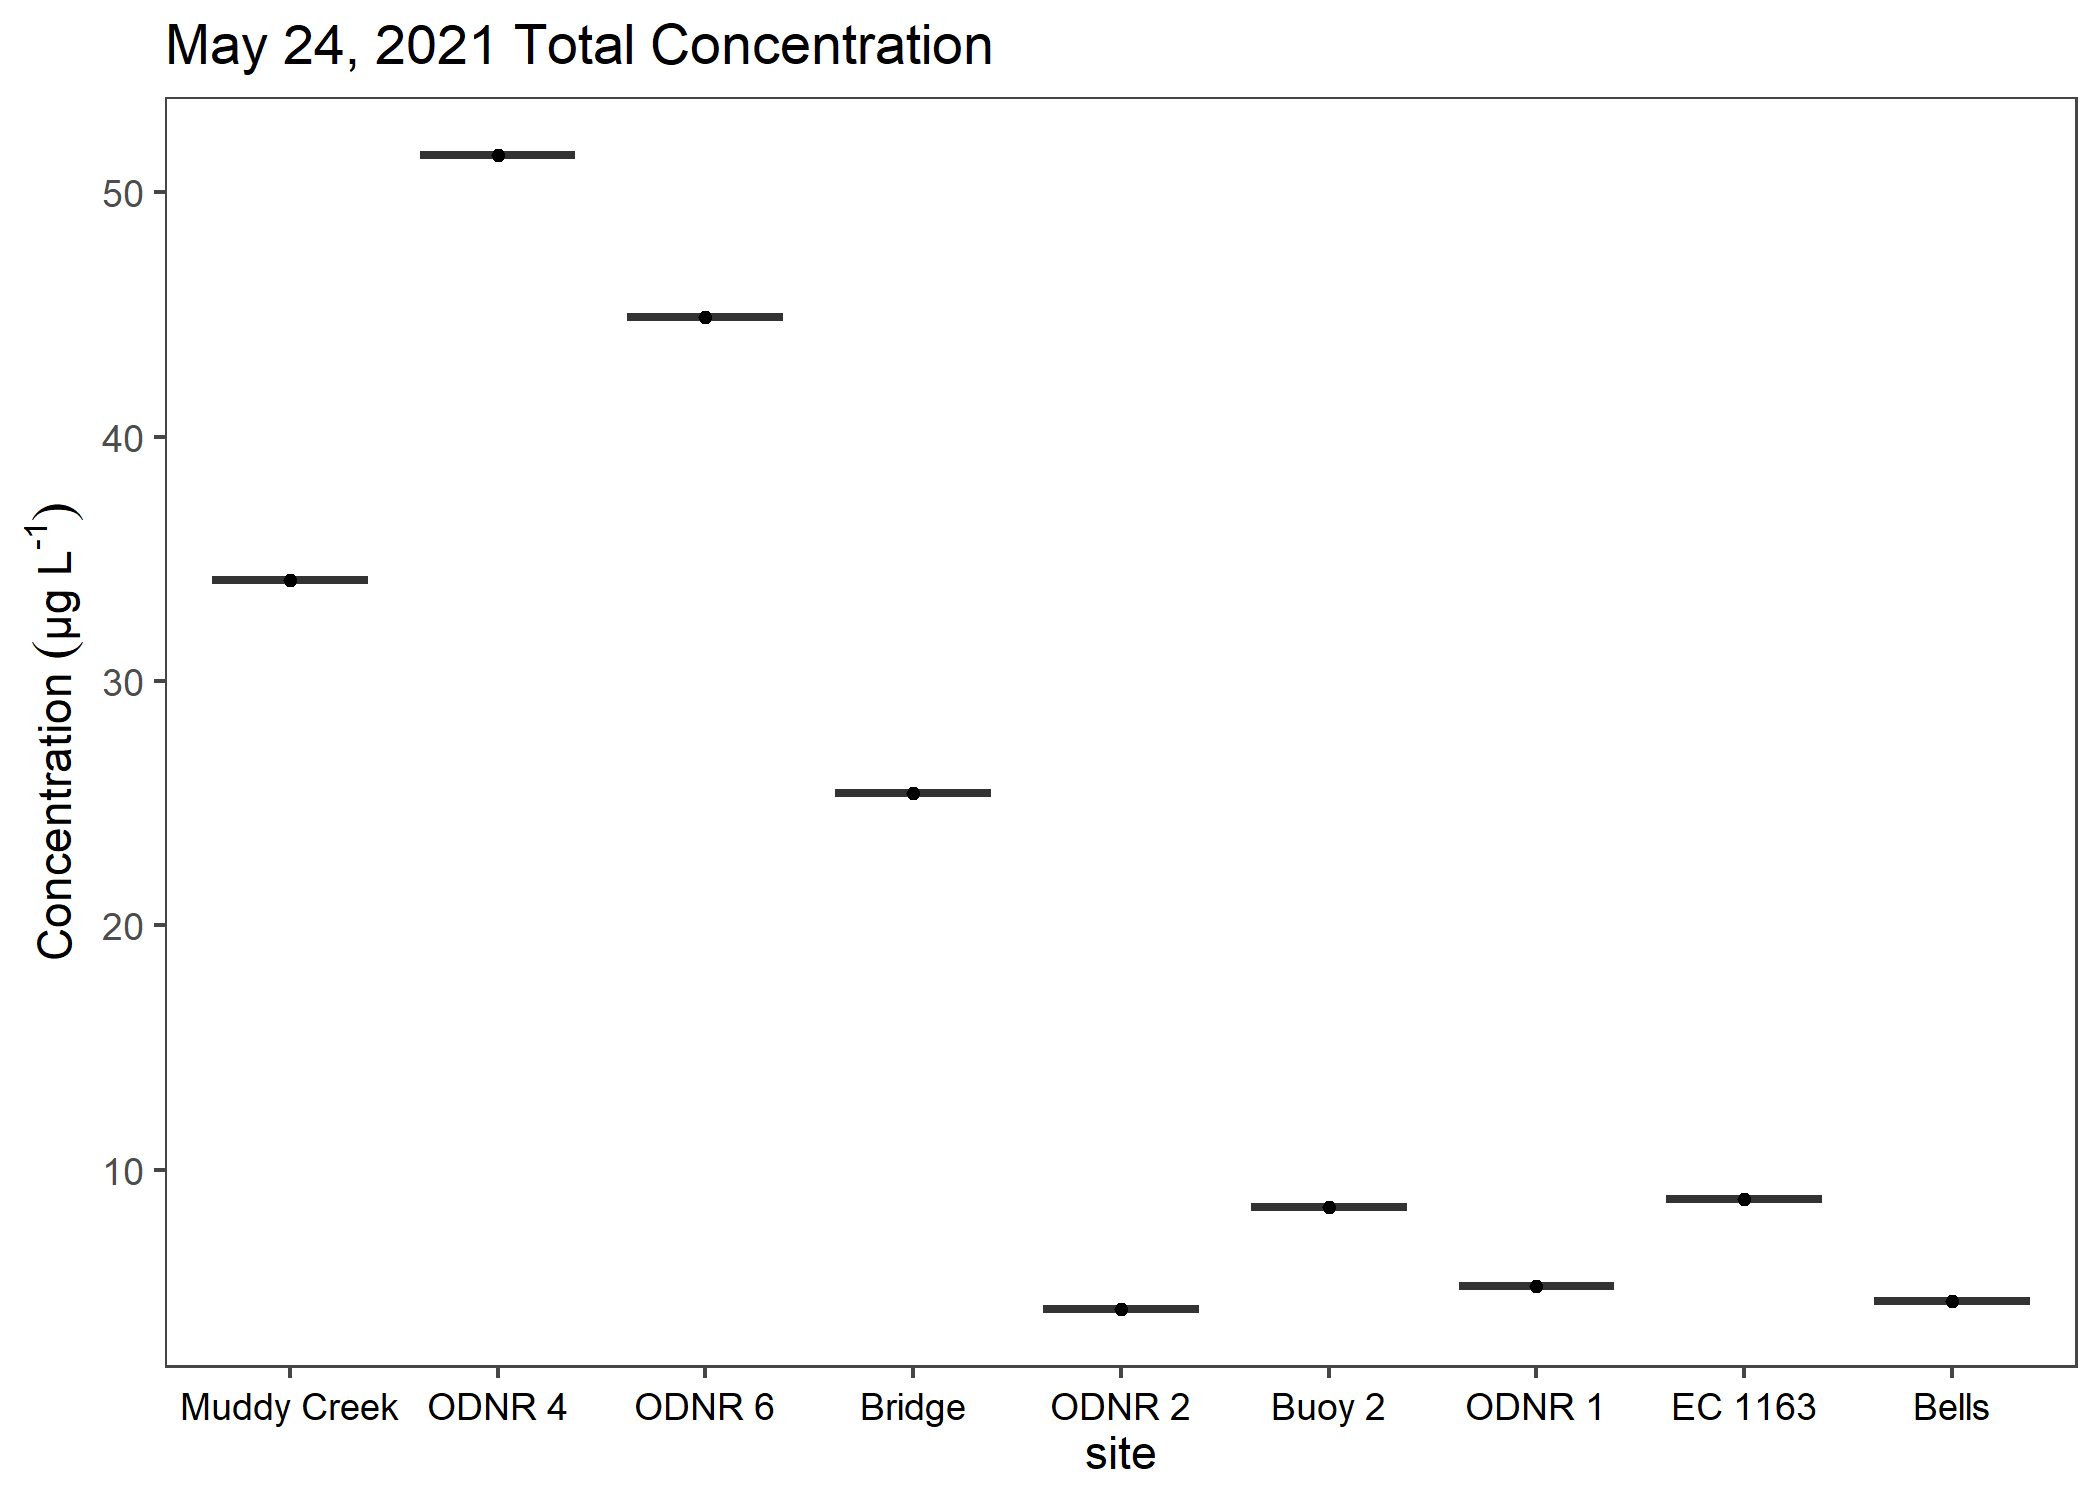 May 24, 2021 Total Concentration
Concentration (µg L⁻¹)
50
40
30
20
10
Muddy Creek ODNR 4 ODNR 6 Bridge ODNR 2 Buoy 2 ODNR 1 EC 1163 Bells
site